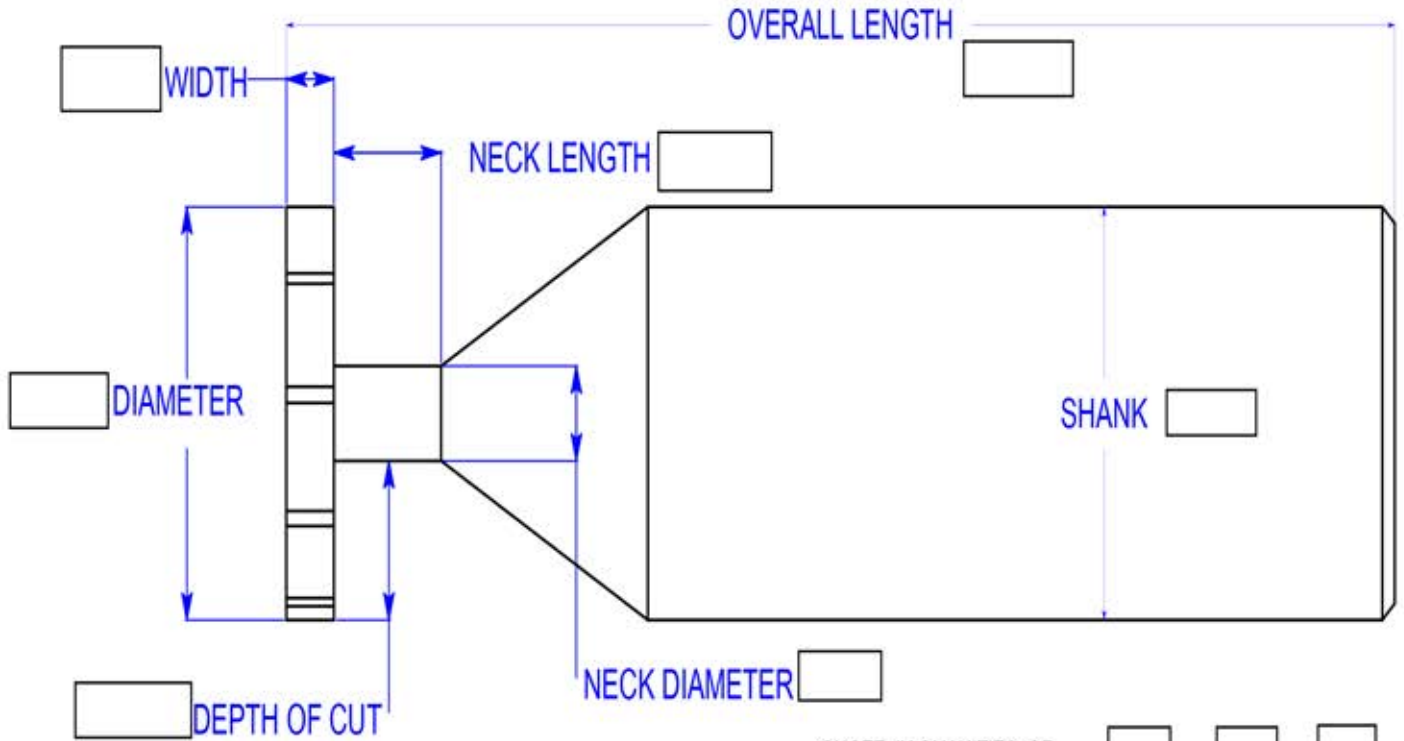 OVERALL LENGTH
WIDTH
NECK LENGTH
DIAMETER
SHANK
NECK DIAMETER
DEPTH OF CUT